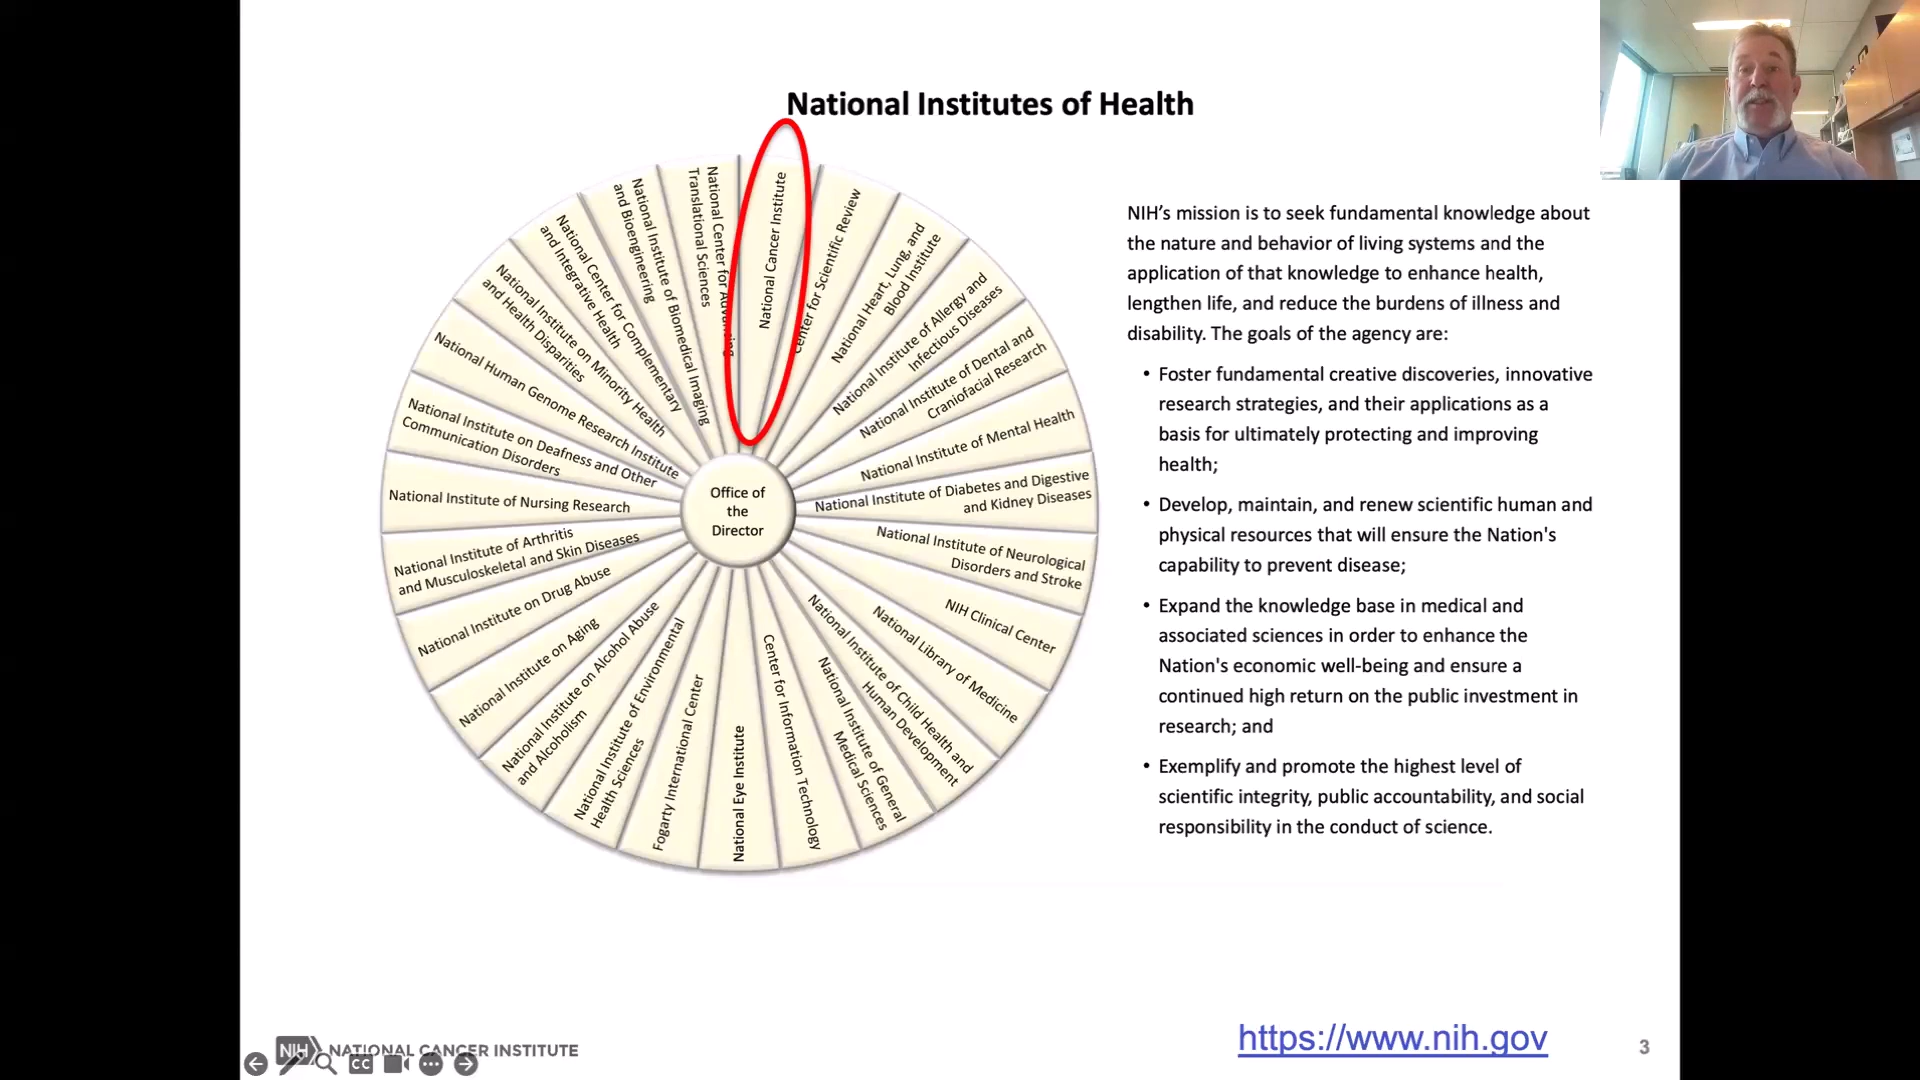 National Institutes of Health
National Cancer Institute
Center for Scientific Review
National Heart, Lung, and
Blood Institute
National Institute of Allergy and
Infectious Diseases
National Institute of Dental and
Craniofacial Research
National Institute of Mental Health
National Institute of Diabetes and Digestive
and Kidney Diseases
National Institute of Neurological
Disorders and Stroke
NIH Clinical Center
National Library of Medicine
National Institute of Child Health and
Human Development
National Institute of General
Medical Sciences
Center for Information Technology
National Eye Institute
Fogarty International Center
National Institute of Environmental
Health Sciences
National Institute on Alcohol Abuse
and Alcoholism
National Institute on Aging
National Institute on Drug Abuse
National Institute of Arthritis
and Musculoskeletal and Skin Diseases
National Institute of Nursing Research
National Institute on Deafness and Other
Communication Disorders
National Human Genome Research Institute
National Institute on Minority Health
and Health Disparities
National Center for Complementary
and Integrative Health
National Institute of Biomedical Imaging
and Bioengineering
National Center for Advancing
Translational Sciences
Office of
the
Director
NIH’s mission is to seek fundamental knowledge about
the nature and behavior of living systems and the
application of that knowledge to enhance health,
lengthen life, and reduce the burdens of illness and
disability. The goals of the agency are:
• Foster fundamental creative discoveries, innovative
research strategies, and their applications as a
basis for ultimately protecting and improving
health;
• Develop, maintain, and renew scientific human and
physical resources that will ensure the Nation's
capability to prevent disease;
• Expand the knowledge base in medical and
associated sciences in order to enhance the
Nation's economic well-being and ensure a
continued high return on the public investment in
research; and
• Exemplify and promote the highest level of
scientific integrity, public accountability, and social
responsibility in the conduct of science.
NIH NATIONAL CANCER INSTITUTE
CC
https://www.nih.gov
3